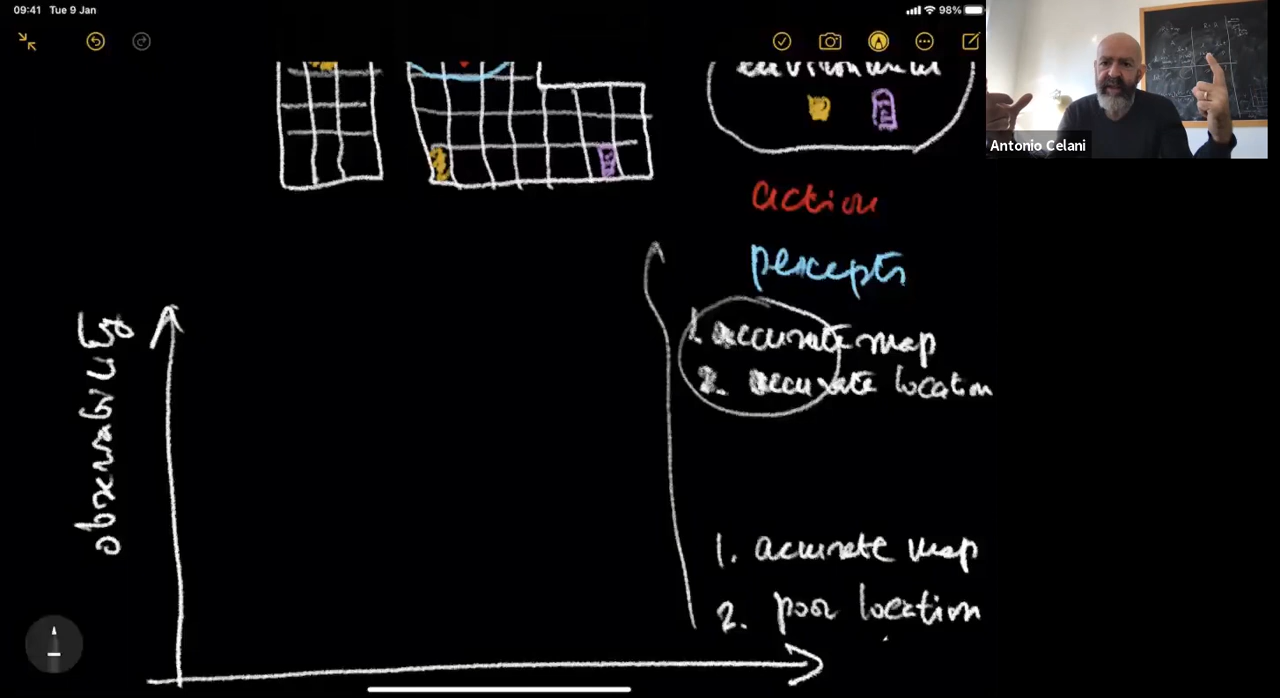 09:41 Tue 9 Jan
98%
environment
Antonio Celani
action
percepts
observability
1. accurate map
2. accurate location
1. accurate map
2. poor location